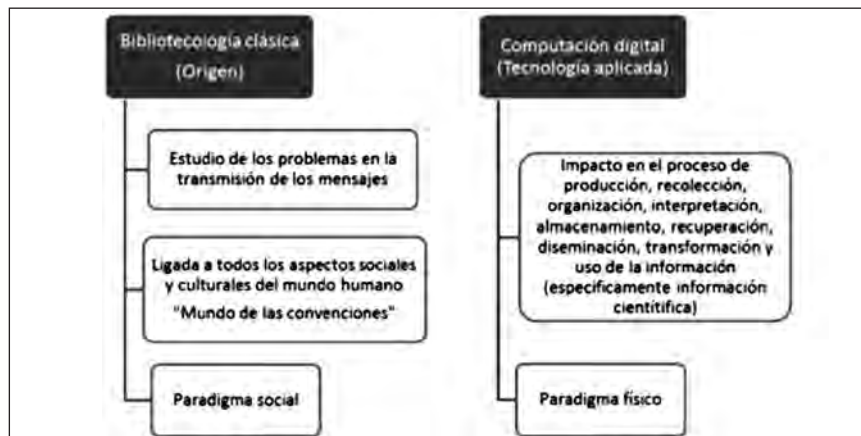 Bibliotecología clásica
(Origen)
Estudio de los problemas en la
transmisión de los mensajes
Ligada a todos los aspectos sociales
y culturales del mundo humano
"Mundo de las convenciones"
Paradigma social
Computación digital
(Tecnología aplicada)
Impacto en el proceso de
producción, recolección,
organización, interpretación,
almacenamiento, recuperación,
diseminación, transformación y
uso de la información
(específicamente información
científitifica)
Paradigma físico